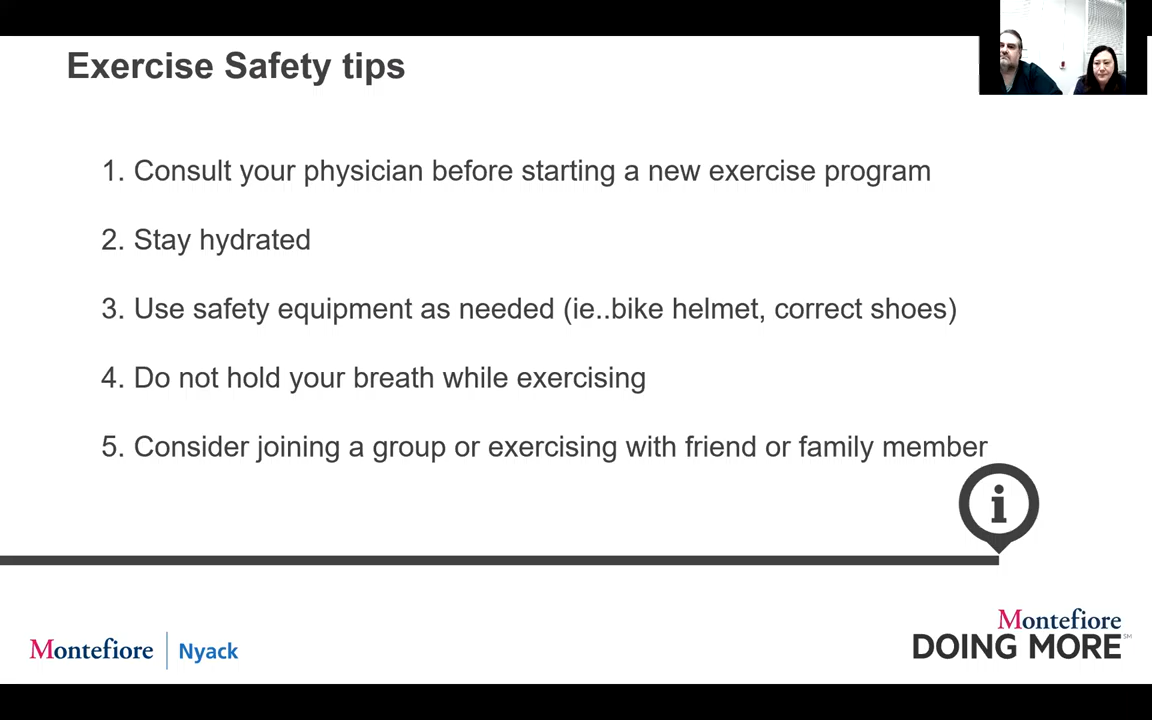 Exercise Safety tips
1. Consult your physician before starting a new exercise program
2. Stay hydrated
3. Use safety equipment as needed (ie..bike helmet, correct shoes)
4. Do not hold your breath while exercising
5. Consider joining a group or exercising with friend or family member
i
Montefiore | Nyack
Montefiore
DOING MORE℠